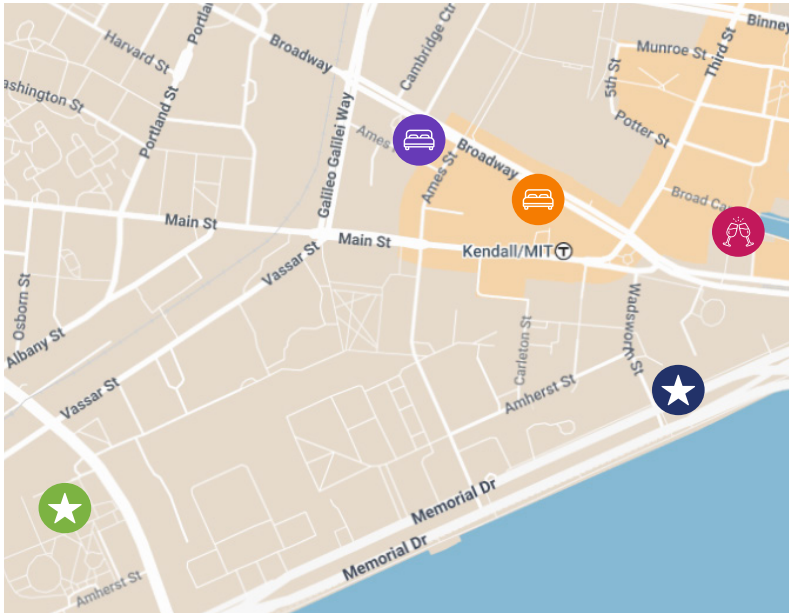 Portla
Binney
Harvard St
Broadway
Cambridge Ctr
Third St
Munroe St
5th St
ashington St
Portland St
Galileo Galilei Way
Ames
Potter St
Broadway
Ames St
Broad Ca
Main St
Main St
Kendall/MIT
T
Vassar St
Osborn St
Wadsworth St
Albany St
Carleton St
Vassar St
Amherst St
Memorial Dr
Memorial Dr
Amherst St